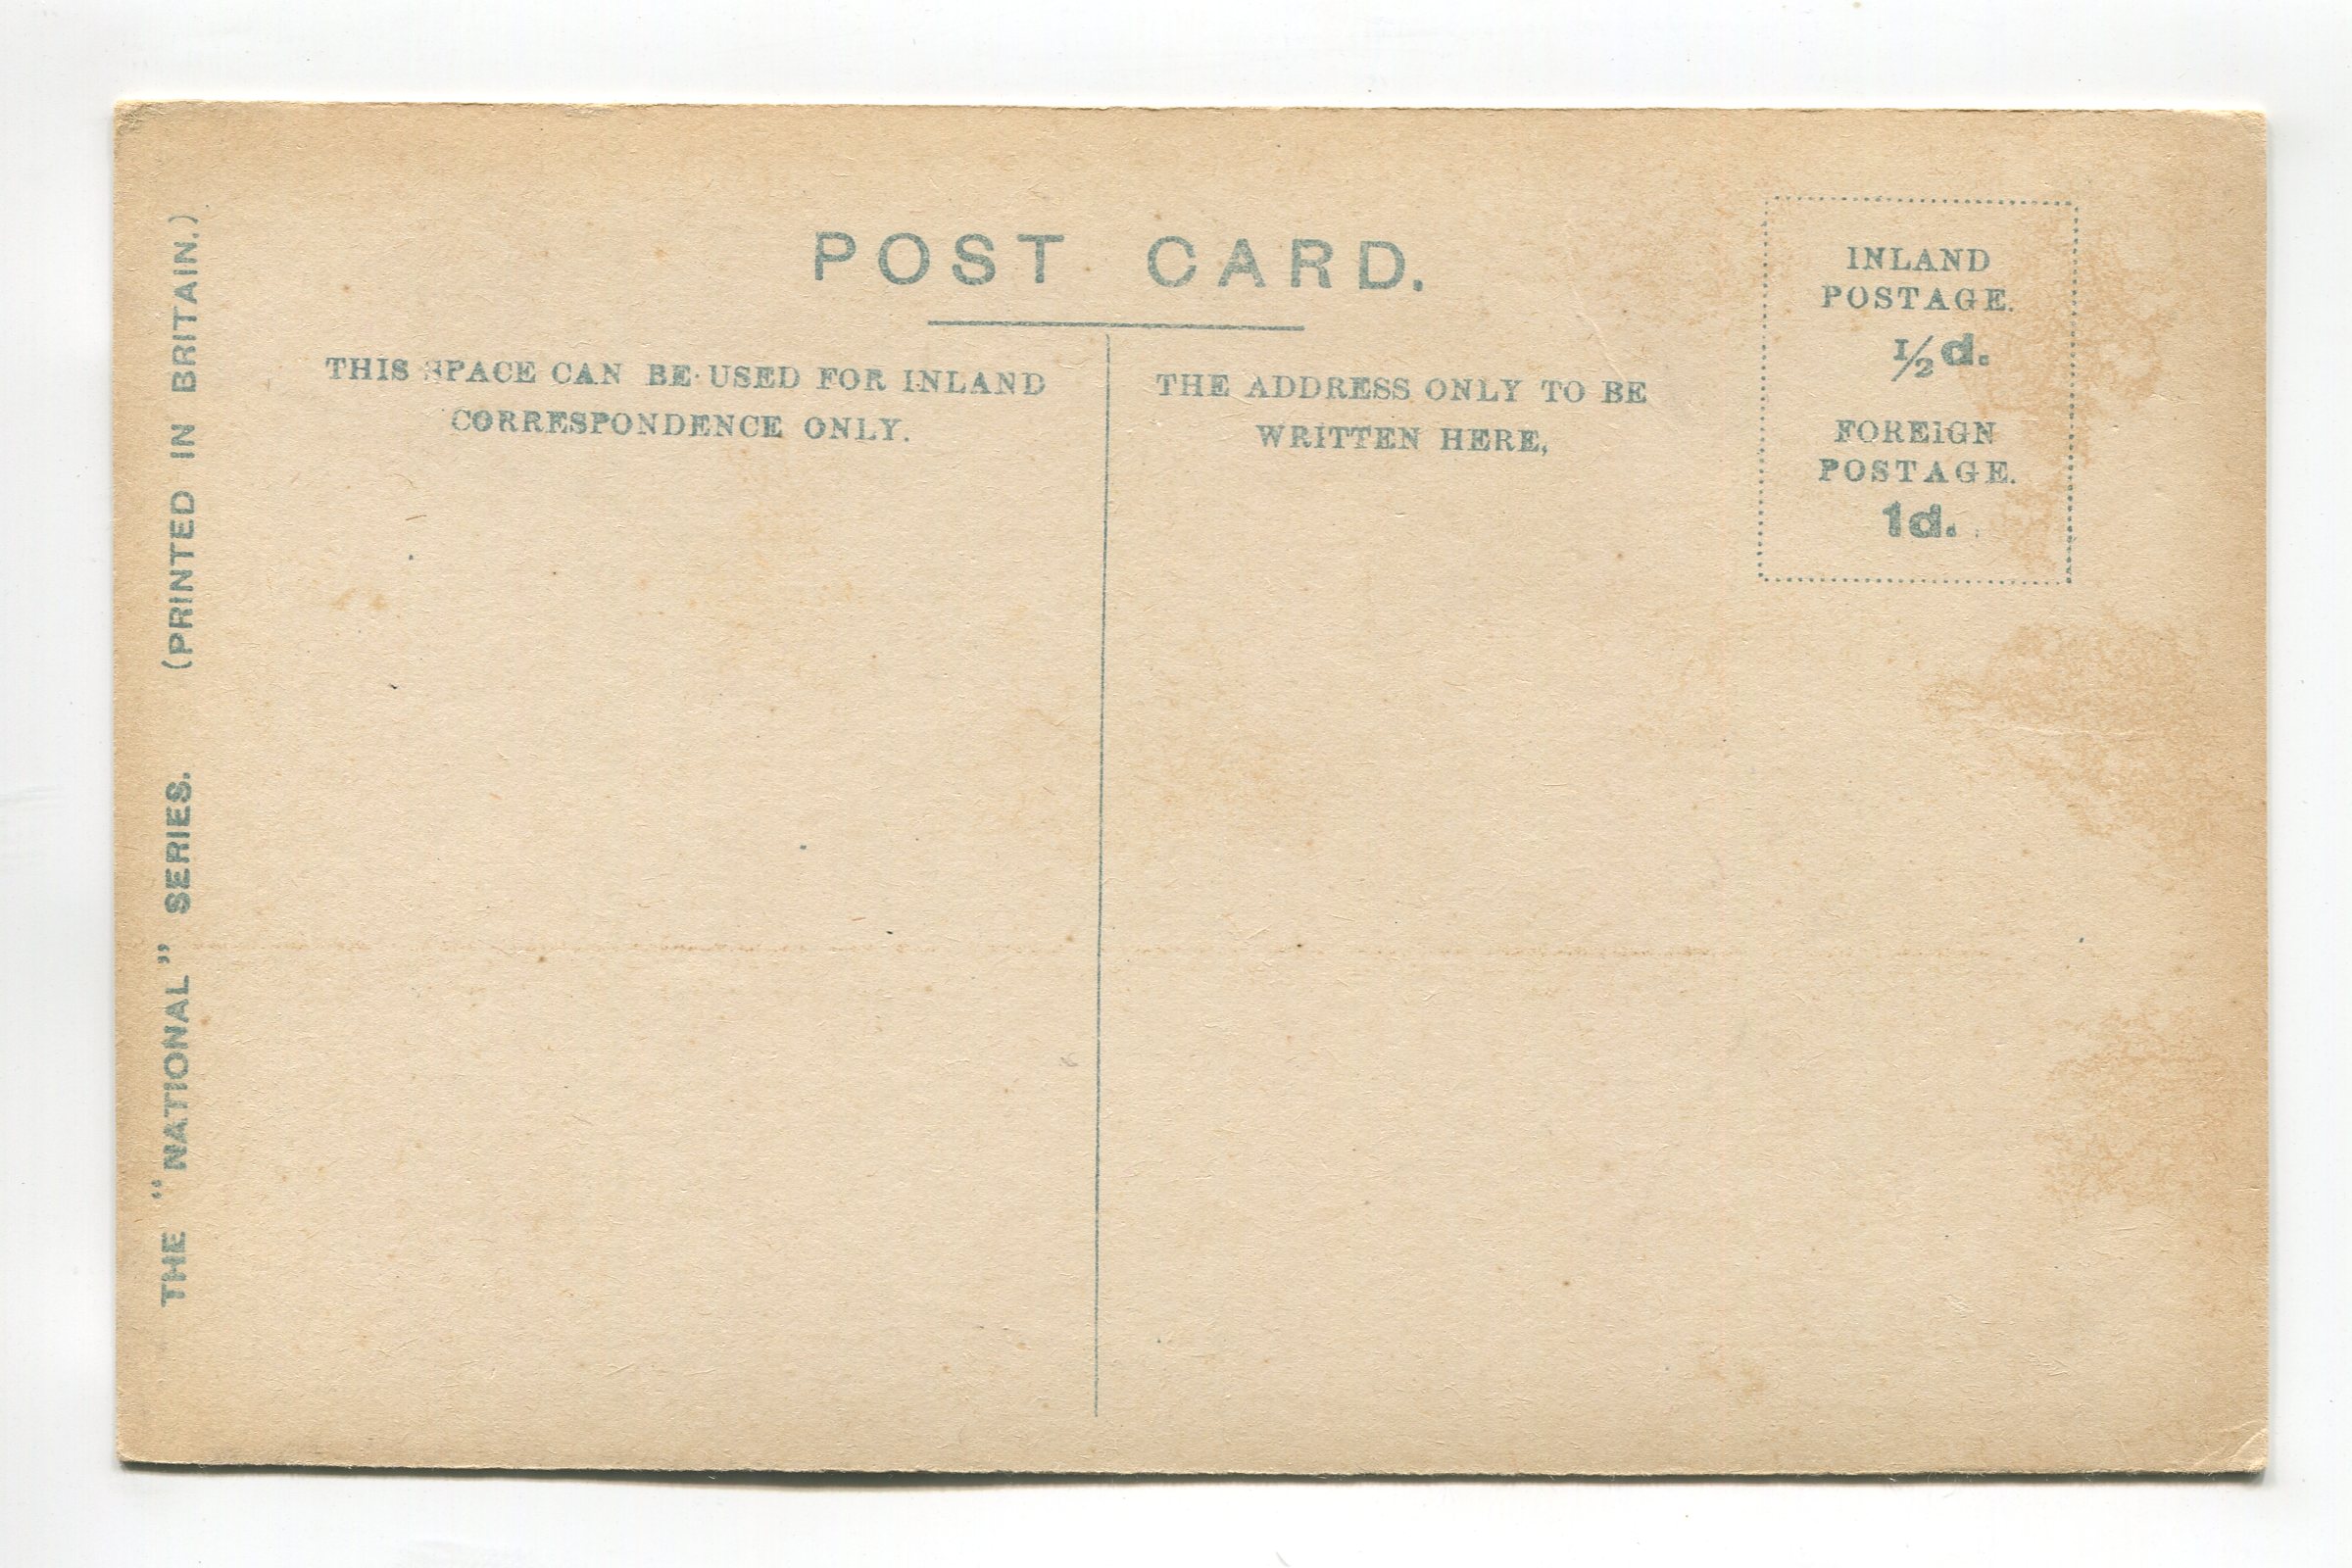 POST CARD.
THIS SPACE CAN BE USED FOR INLAND
CORRESPONDENCE ONLY.
THE ADDRESS ONLY TO BE
WRITTEN HERE,
INLAND
POSTAGE.
1/2d.
FOREIGN
POSTAGE.
1d.
THE "NATIONAL" SERIES. (PRINTED IN BRITAIN.)